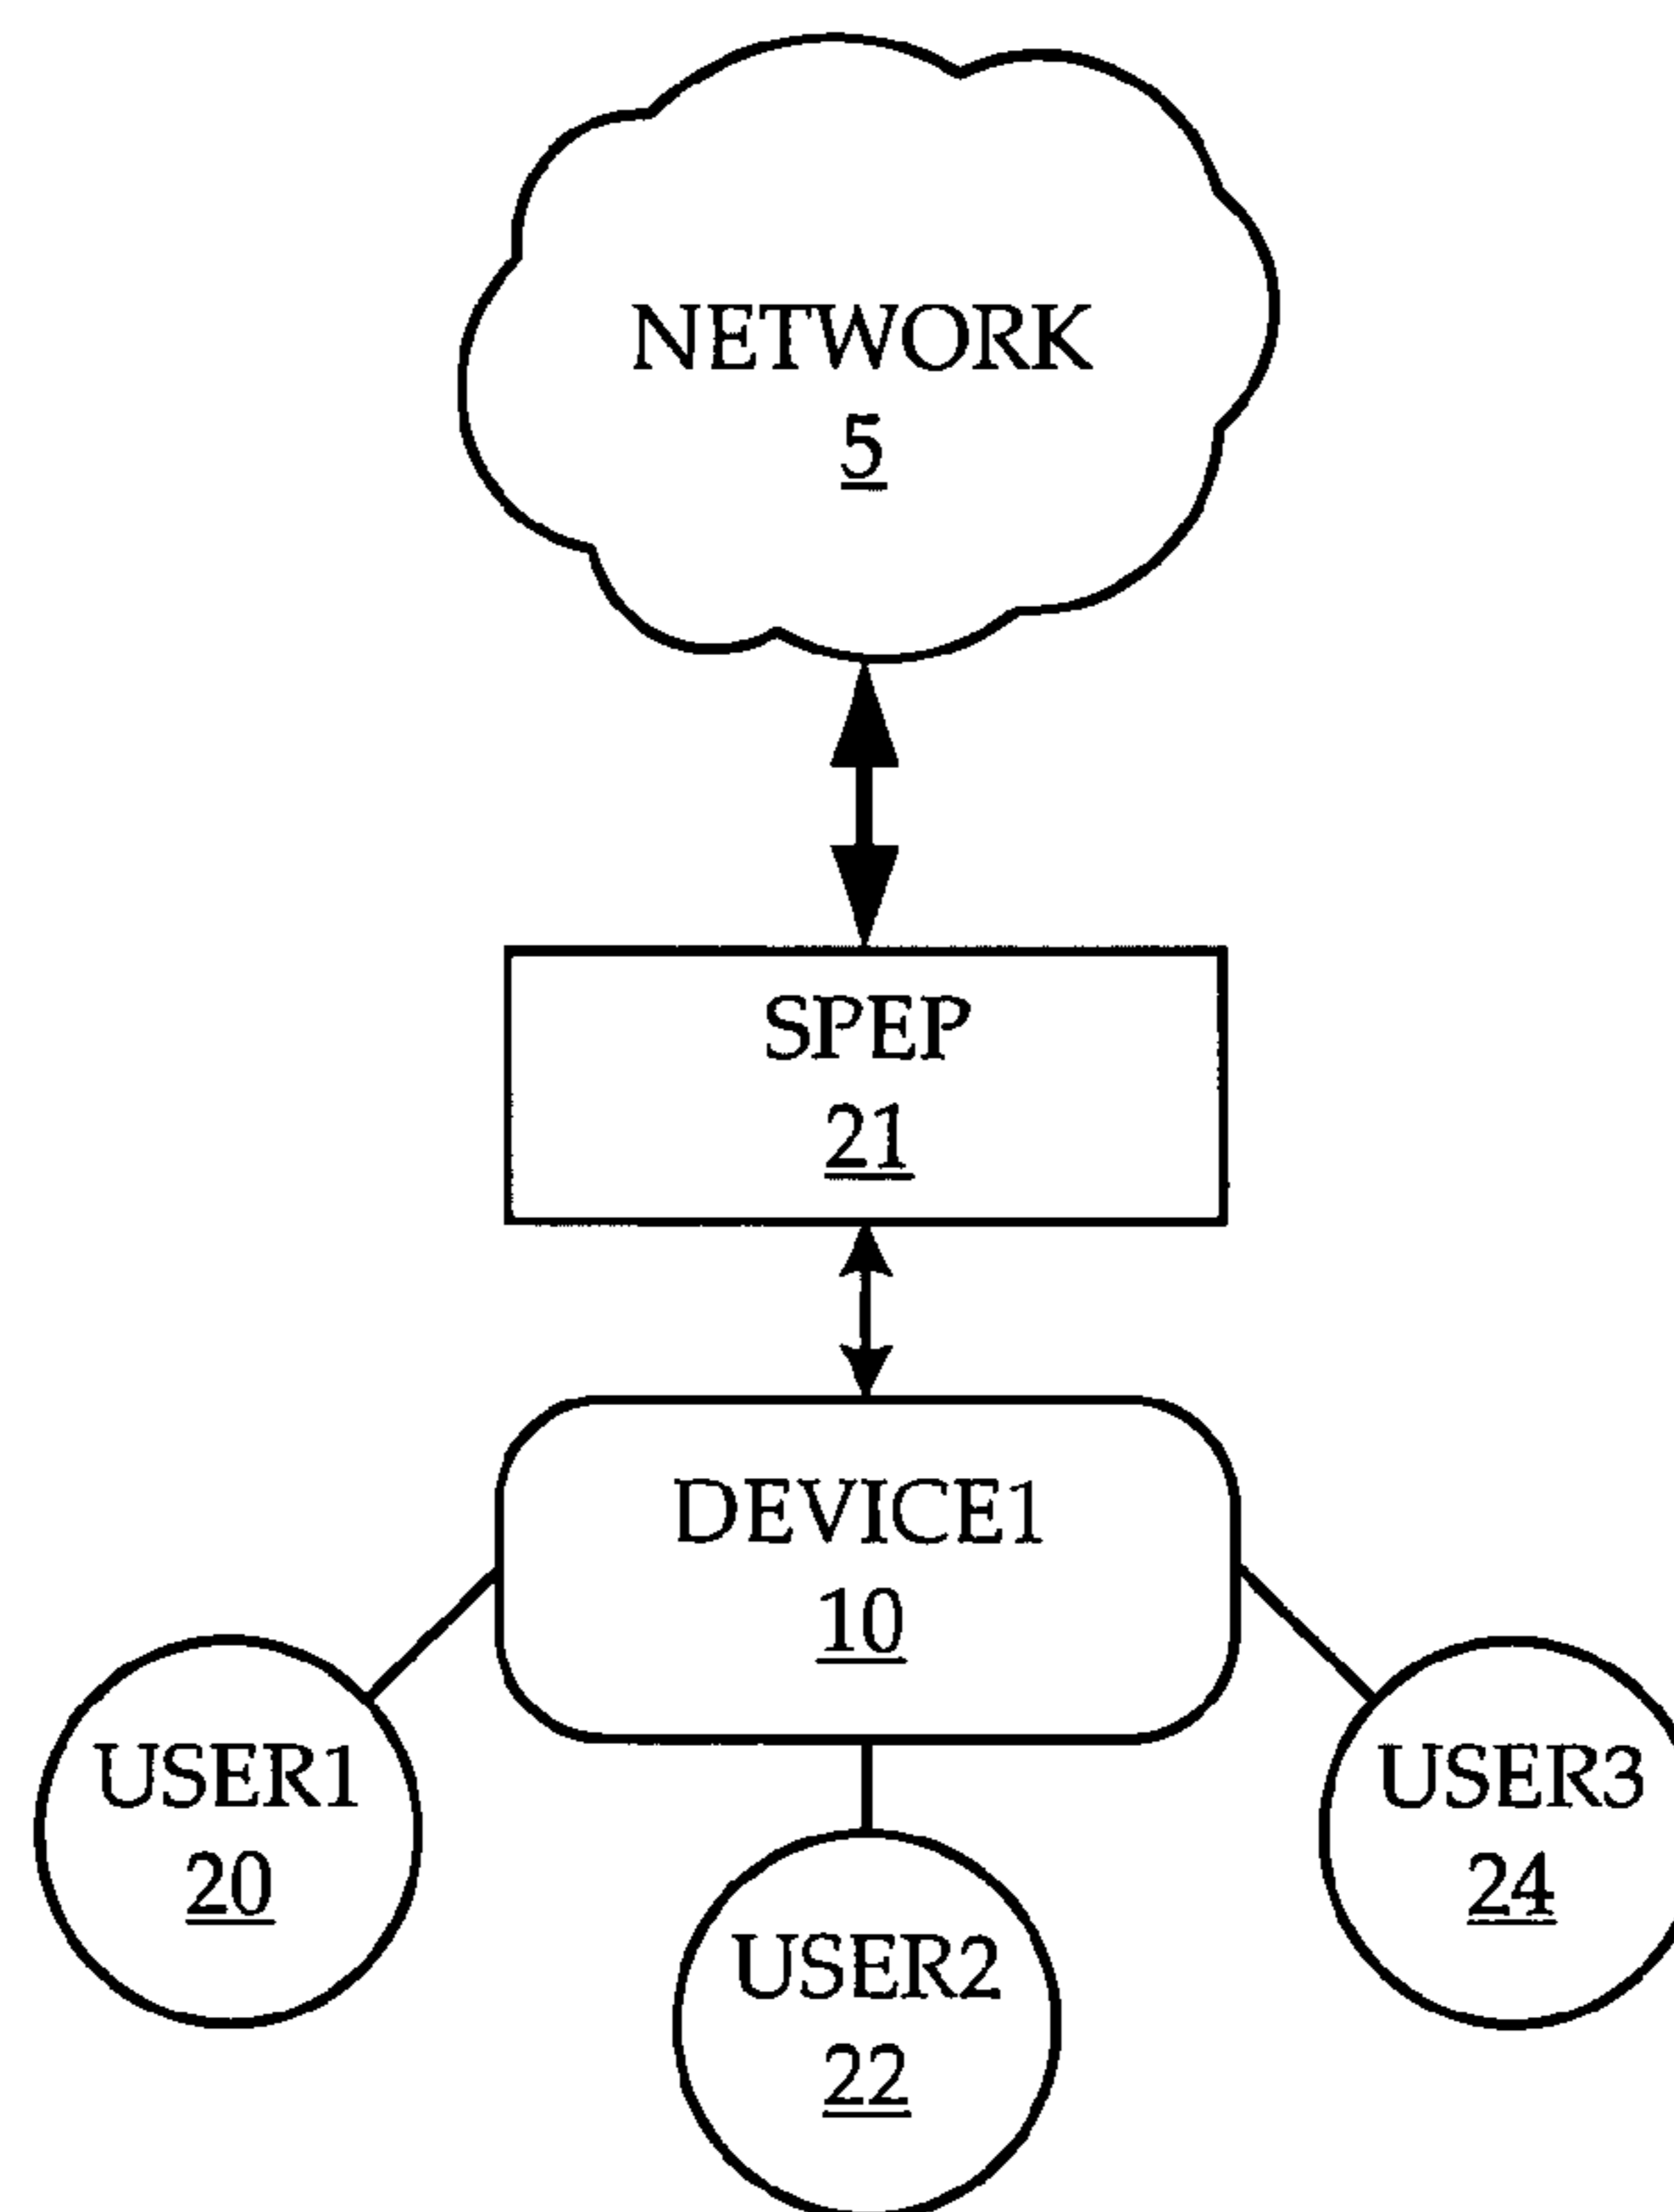 NETWORK
5
SPEP
21
DEVICE1
10
USER1
20
USER2
22
USER3
24